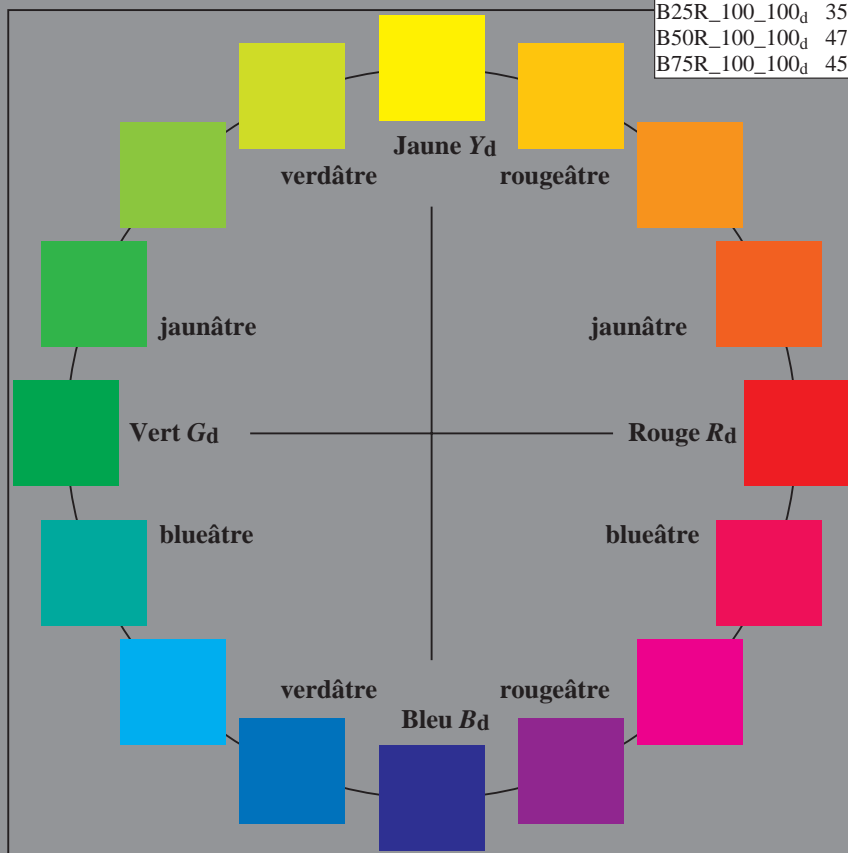 B25R_100_100d 35
B50R_100_100d 47
B75R_100_100d 45
Jaune Yd
verdâtre rougeâtre
jaunâtre jaunâtre
Vert Gd Rouge Rd
blueâtre blueâtre
verdâtre rougeâtre
Bleu Bd